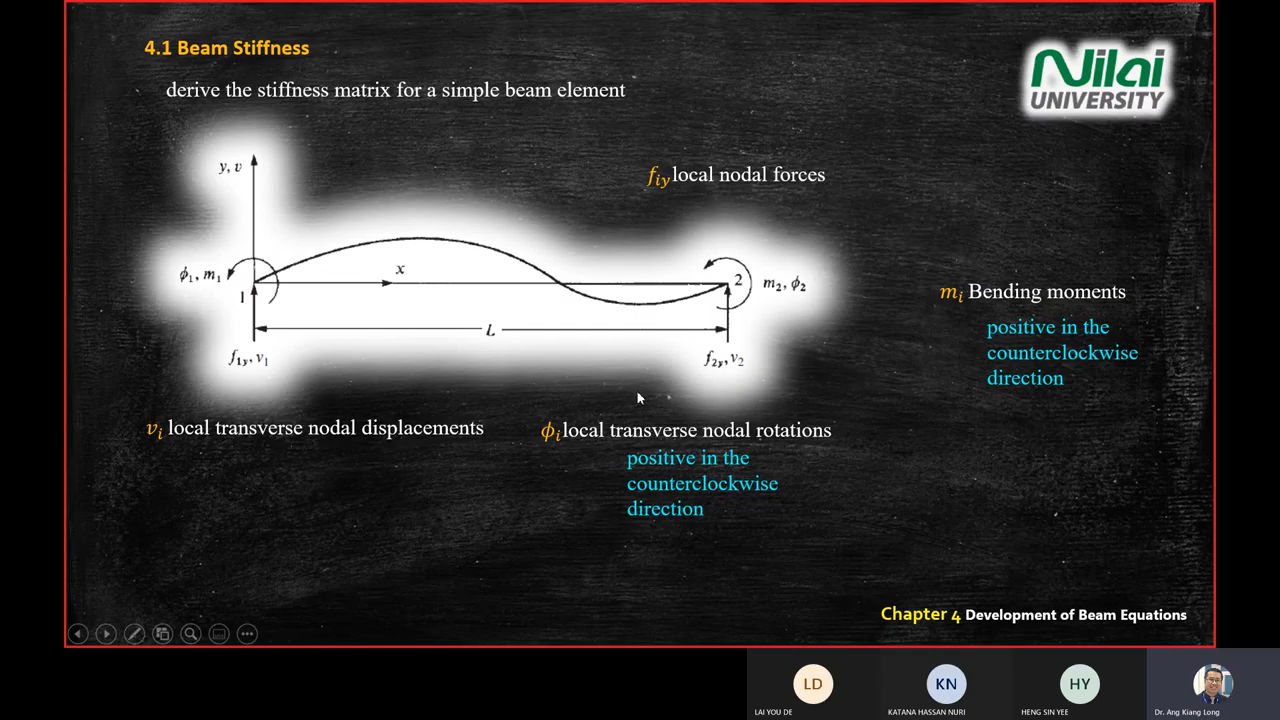 4.1 Beam Stiffness
derive the stiffness matrix for a simple beam element
Nilai
UNIVERSITY
y, v
fiy local nodal forces
ϕ1, m1
x
1
2
m2, ϕ2
L
f1y, v1
f2y, v2
mi Bending moments
positive in the
counterclockwise
direction
vi local transverse nodal displacements
ϕi local transverse nodal rotations
positive in the
counterclockwise
direction
Chapter 4 Development of Beam Equations
LD
KN
HY
LAI YOU DE
KATANA HASSAN NURI
HENG SIN YEE
Dr. Ang Kiang Long